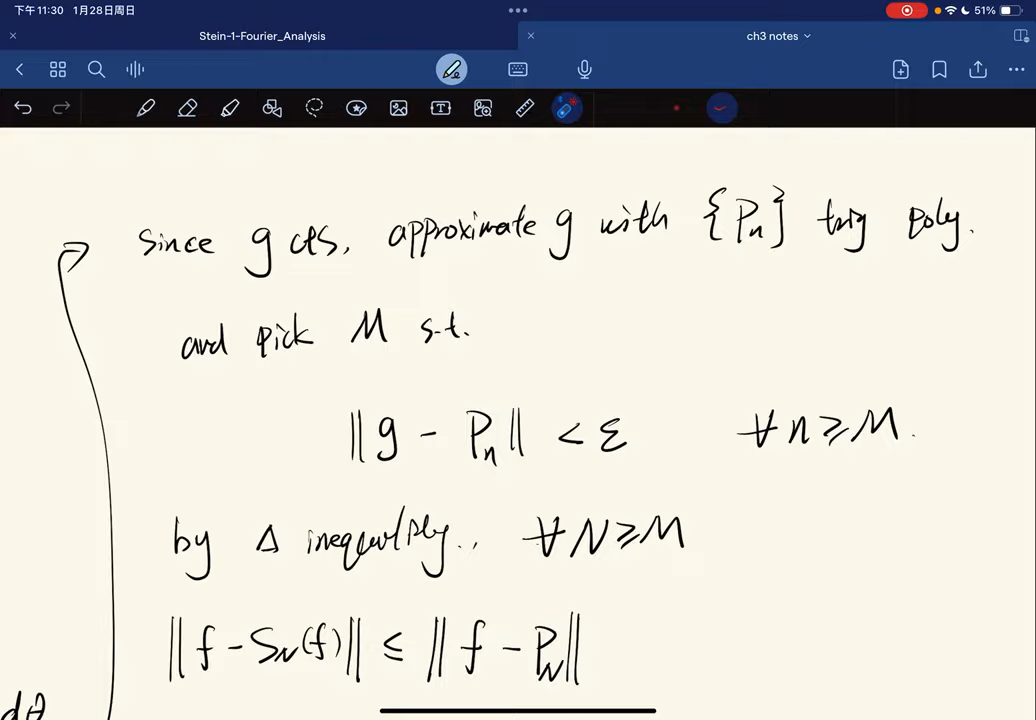 下午11:30 1月28日周日
51%
Stein-1-Fourier_Analysis
ch3 notes
since g cts, approximate g with {Pn} trig poly.
and pick M s.t.
||g - Pn|| < ε ∀ n ≥ M.
by Δ inequality, ∀ N ≥ M
||f - SN(f)|| ≤ ||f - PN||
dθ